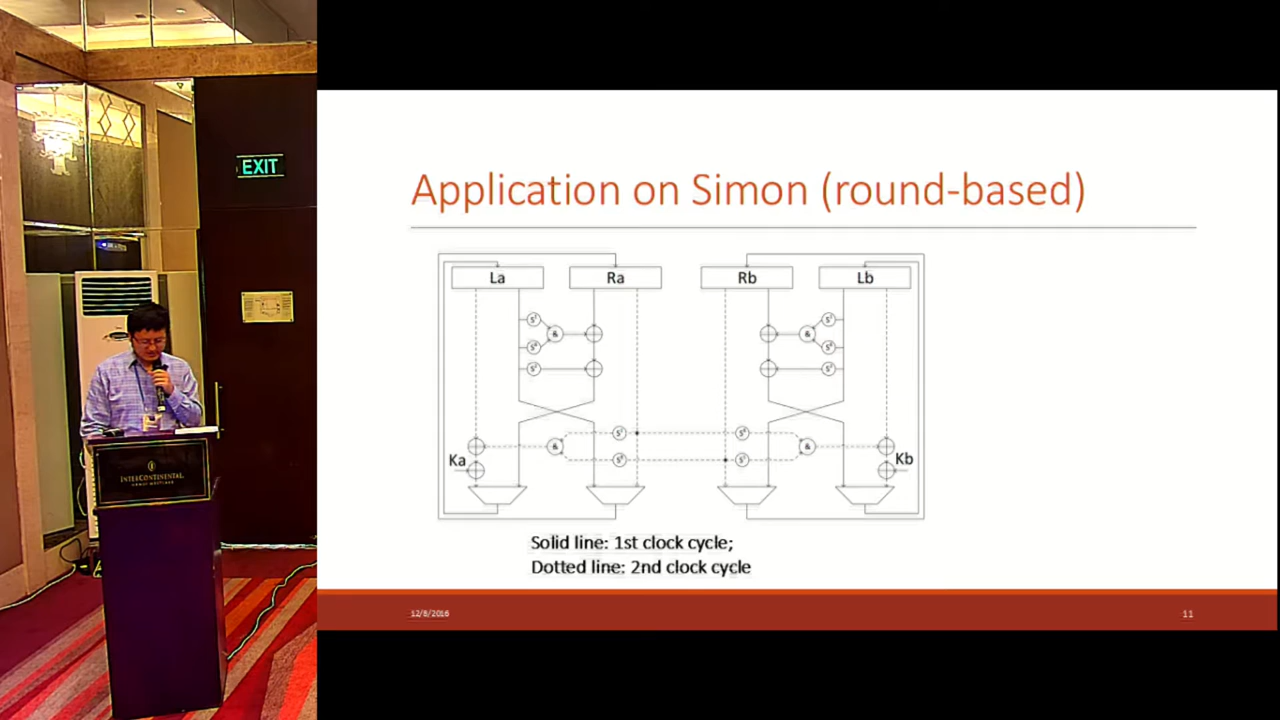 EXIT
INTERCONTINENTAL
Application on Simon (round-based)
La
Ra
Rb
Lb
&
&
&
&
Ka
Kb
Solid line: 1st clock cycle;
Dotted line: 2nd clock cycle
12/8/2016
11